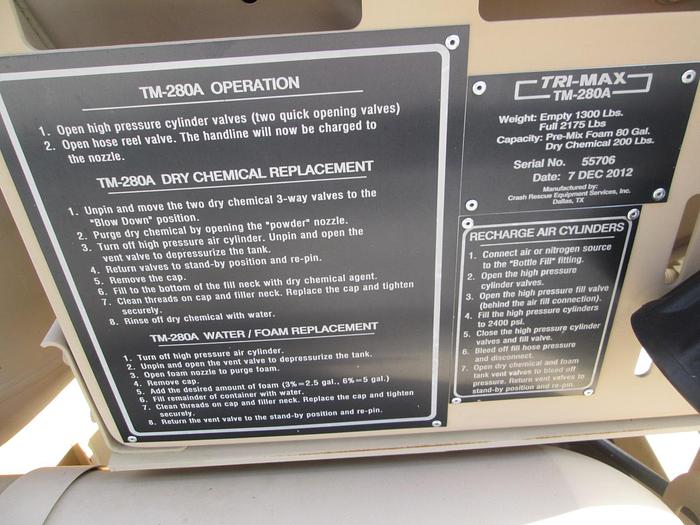 TM-280A OPERATION
1. Open high pressure cylinder valves (two quick opening valves)
2. Open hose reel valve. The handline will now be charged to
the nozzle.
TM-280A DRY CHEMICAL REPLACEMENT
1. Unpin and move the two dry chemical 3-way valves to the
"Blow Down" position.
2. Purge dry chemical by opening the "powder" nozzle.
3. Turn off high pressure air cylinder. Unpin and open the
vent valve to depressurize the tank.
4. Return valves to stand-by position and re-pin.
5. Remove the cap.
6. Fill to the bottom of the fill neck with dry chemical agent.
7. Clean threads on cap and filler neck. Replace the cap and tighten
securely.
8. Rinse off dry chemical with water.
TM-280A WATER / FOAM REPLACEMENT
1. Turn off high pressure air cylinder.
2. Unpin and open the vent valve to depressurize the tank.
3. Open foam nozzle to purge foam.
4. Remove cap.
5. Add the desired amount of foam (3%=2.5 gal., 6%=5 gal.)
6. Fill remainder of container with water.
7. Clean threads on cap and filler neck. Replace the cap and tighten
securely.
8. Return the vent valve to the stand-by position and re-pin.
TRI-MAX
TM-280A
Weight: Empty 1300 Lbs.
Full 2175 Lbs
Capacity: Pre-Mix Foam 80 Gal.
Dry Chemical 200 Lbs.
Serial No. 55706
Date: 7 DEC 2012
Manufactured by:
Crash Rescue Equipment Services, Inc.
Dallas, TX
RECHARGE AIR CYLINDERS
1. Connect air or nitrogen source
to the "Bottle Fill" fitting.
2. Open the high pressure
cylinder valves.
3. Open the high pressure fill valve
(behind the air fill connection).
4. Fill the high pressure cylinders
to 2400 psi.
5. Close the high pressure cylinder
valves and fill valve.
6. Bleed off fill hose pressure
and disconnect.
7. Open dry chemical and foam
tank vent valves to bleed off
pressure. Return vent valves to
stand-by position and re-pin.